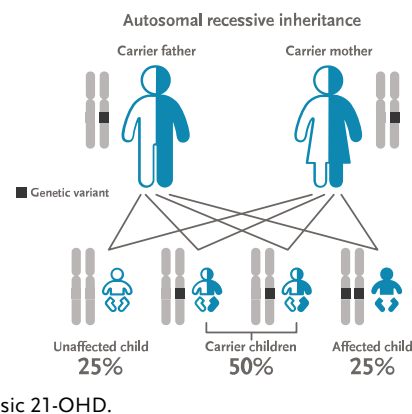 Autosomal recessive inheritance
Carrier father
Carrier mother
Genetic variant
Unaffected child
25%
Carrier children
50%
Affected child
25%
sic 21-OHD.